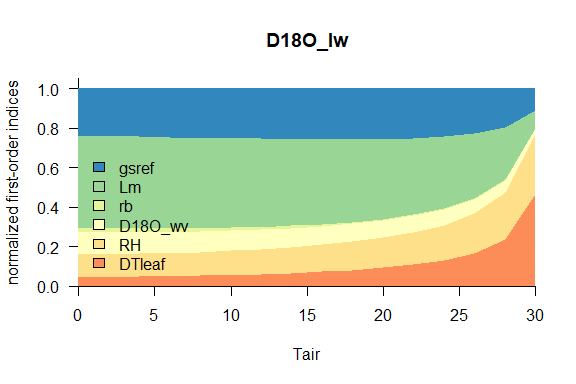 D18O_lw
normalized first-order indices
1.0
0.8
0.6
0.4
0.2
0.0
gsref
Lm
rb
D18O_wv
RH
DTleaf
0 5 10 15 20 25 30
Tair